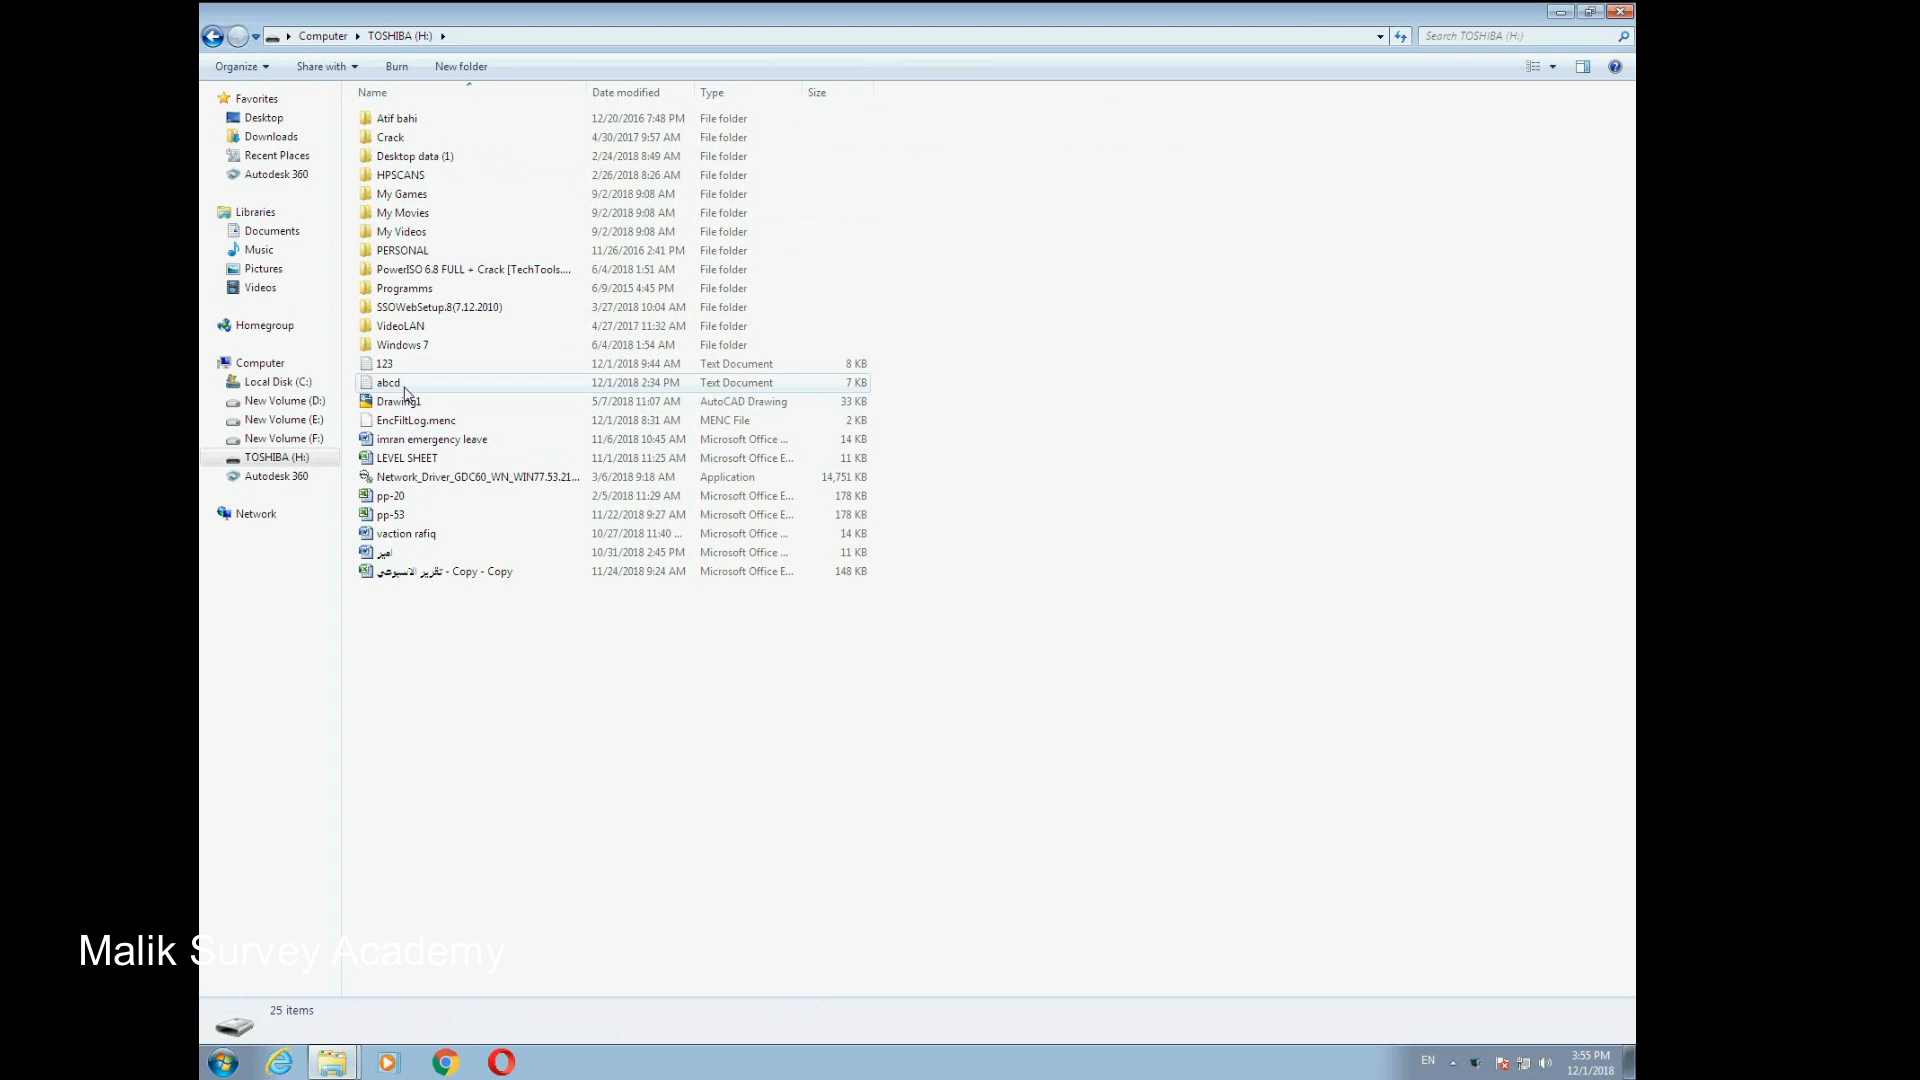 Computer ▸ TOSHIBA (H:) ▸
Search TOSHIBA (H:)
Organize Share with Burn New folder
Name Date modified Type Size
Favorites
Desktop
Downloads
Recent Places
Autodesk 360
Libraries
Documents
Music
Pictures
Videos
Homegroup
Computer
Local Disk (C:)
New Volume (D:)
New Volume (E:)
New Volume (F:)
TOSHIBA (H:)
Autodesk 360
Network
Atif bahi 12/20/2016 7:48 PM File folder
Crack 4/30/2017 9:57 AM File folder
Desktop data (1) 2/24/2018 8:49 AM File folder
HPSCANS 2/26/2018 8:26 AM File folder
My Games 9/2/2018 9:08 AM File folder
My Movies 9/2/2018 9:08 AM File folder
My Videos 9/2/2018 9:08 AM File folder
PERSONAL 11/26/2016 2:41 PM File folder
PowerISO 6.8 FULL + Crack [TechTools.... 6/4/2018 1:51 AM File folder
Programms 6/9/2015 4:45 PM File folder
SSOWebSetup.8(7.12.2010) 3/27/2018 10:04 AM File folder
VideoLAN 4/27/2017 11:32 AM File folder
Windows 7 6/4/2018 1:54 AM File folder
123 12/1/2018 9:44 AM Text Document 8 KB
abcd 12/1/2018 2:34 PM Text Document 7 KB
Drawing1 5/7/2018 11:07 AM AutoCAD Drawing 33 KB
EncFiltLog.menc 12/1/2018 8:31 AM MENC File 2 KB
imran emergency leave 11/6/2018 10:45 AM Microsoft Office ... 14 KB
LEVEL SHEET 11/1/2018 11:25 AM Microsoft Office E... 11 KB
Network_Driver_GDC60_WN_WIN77.53.21... 3/6/2018 9:18 AM Application 14,751 KB
pp-20 2/5/2018 11:29 AM Microsoft Office E... 178 KB
pp-53 11/22/2018 9:27 AM Microsoft Office E... 178 KB
vaction rafiq 10/27/2018 11:40 ... Microsoft Office ... 14 KB
امير 10/31/2018 2:45 PM Microsoft Office ... 11 KB
تقرير الاسبوعي - Copy - Copy 11/24/2018 9:24 AM Microsoft Office E... 148 KB
Malik Survey Academy
25 items
EN
3:55 PM
12/1/2018